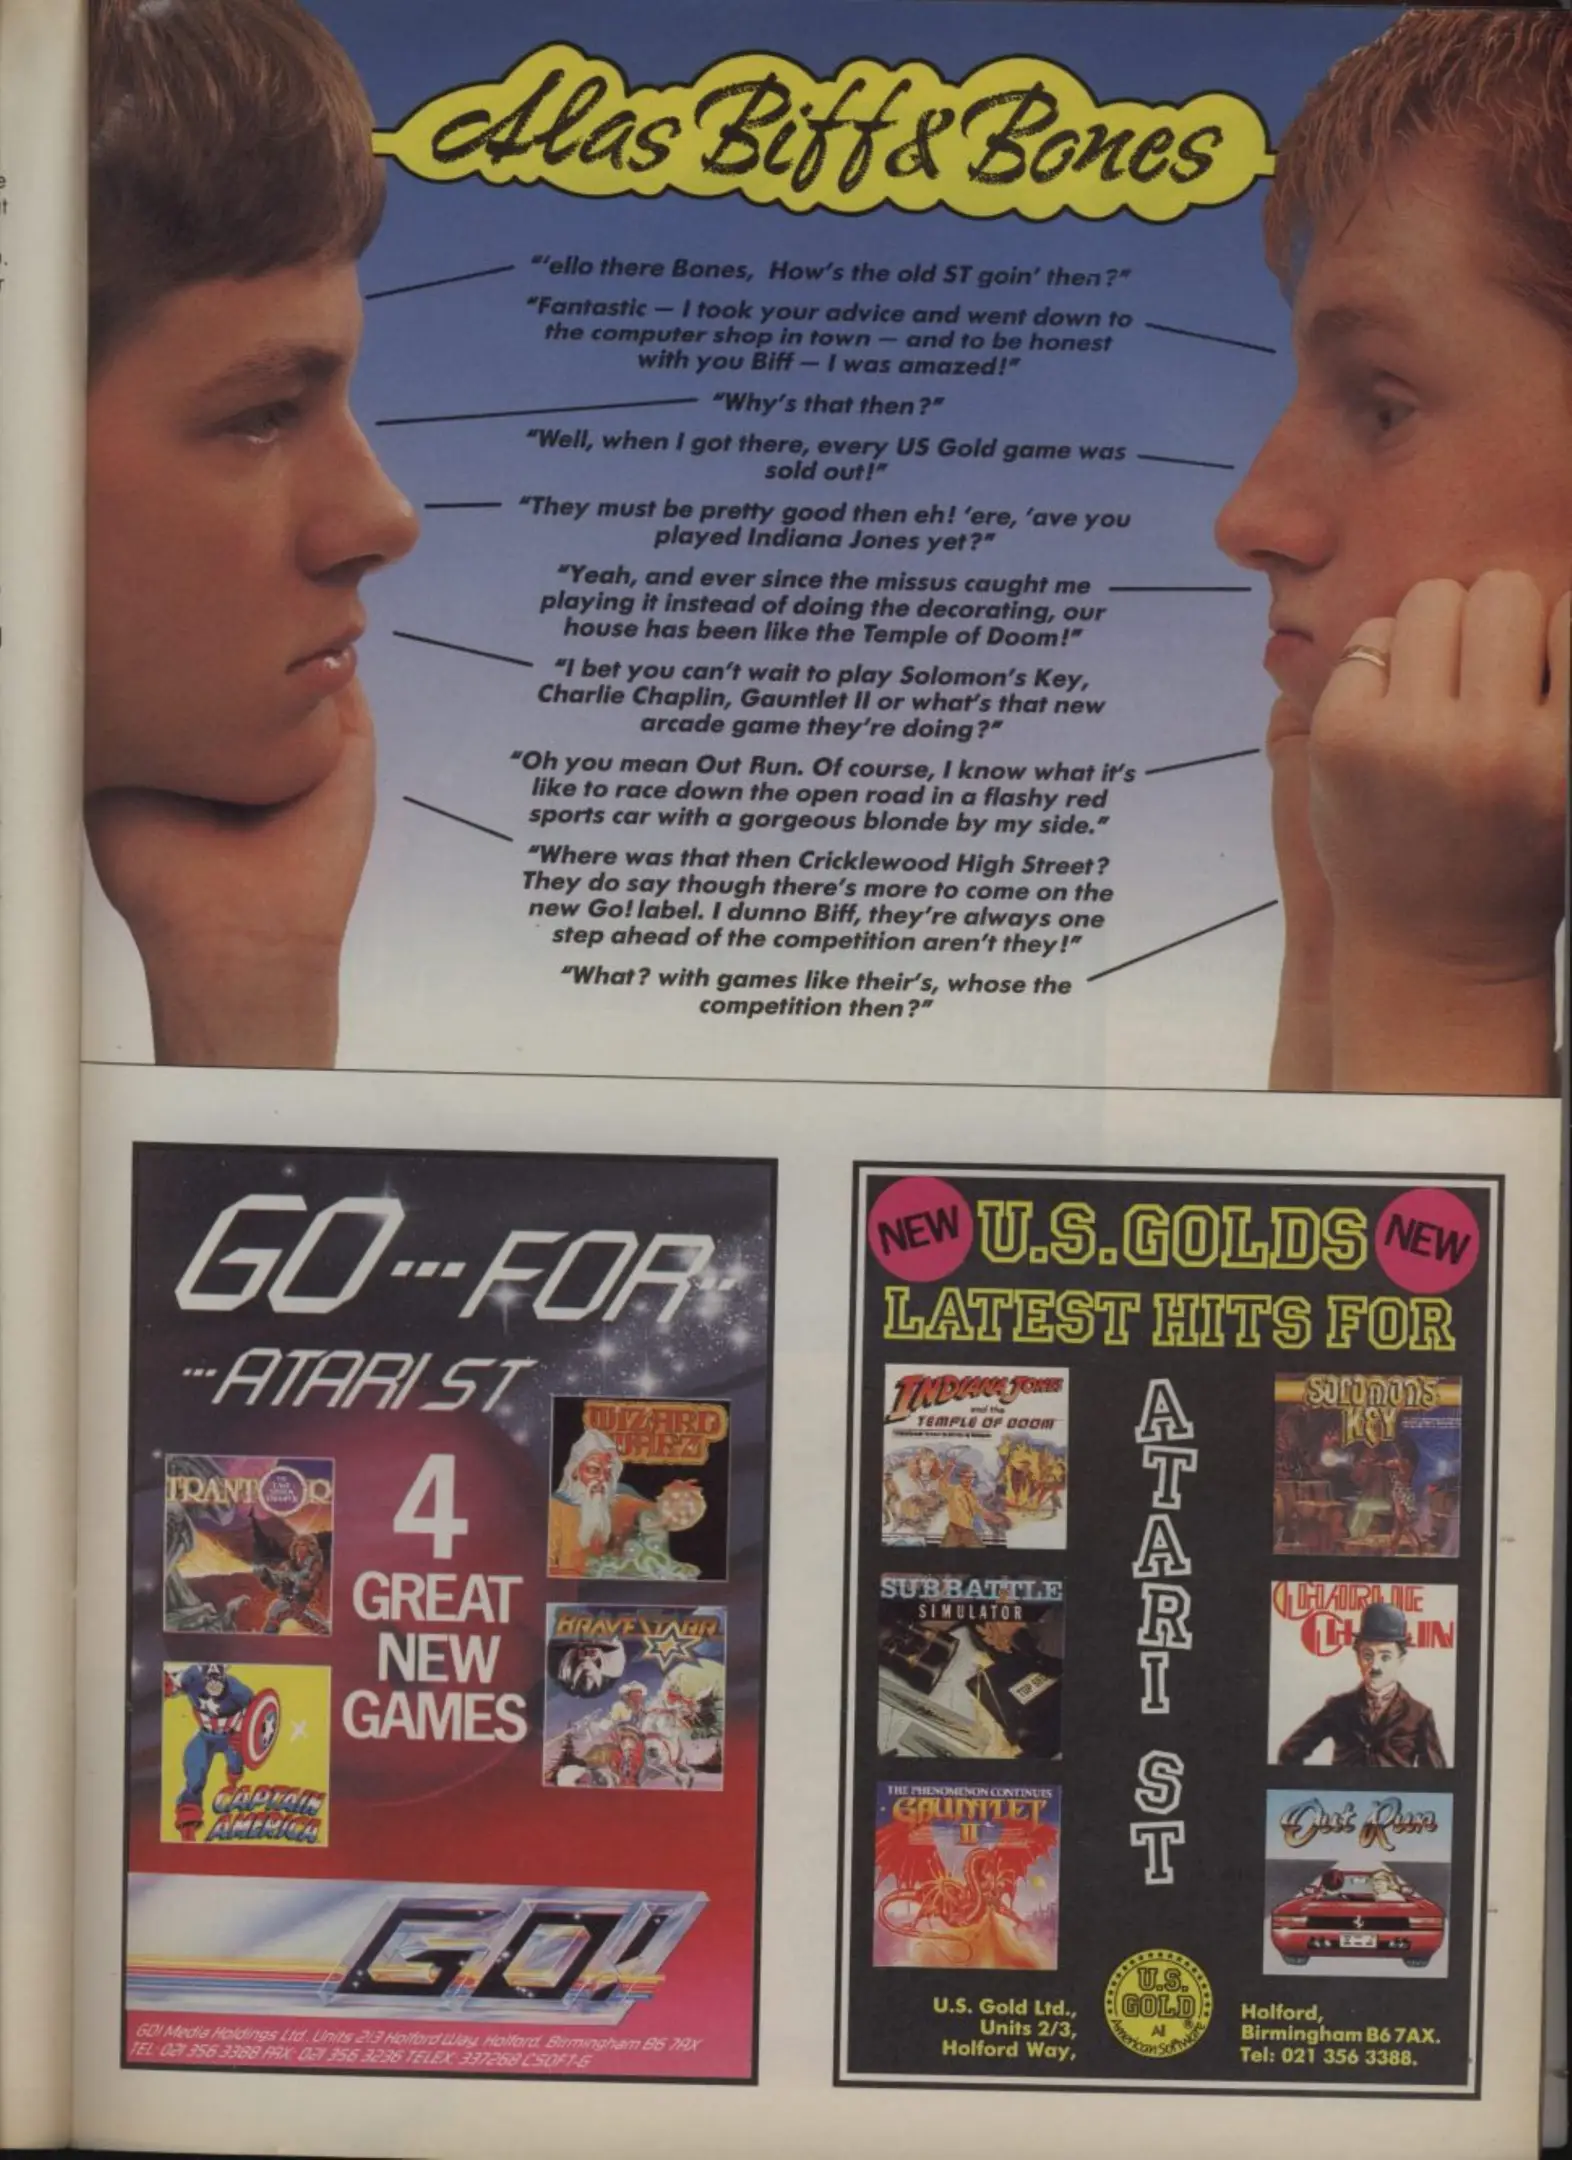 Alas Biff & Bones
"'ello there Bones, How's the old ST goin' then?"
"Fantastic — I took your advice and went down to
the computer shop in town — and to be honest
with you Biff — I was amazed!"
"Why's that then?"
"Well, when I got there, every US Gold game was
sold out!"
"They must be pretty good then eh! 'ere, 'ave you
played Indiana Jones yet?"
"Yeah, and ever since the missus caught me
playing it instead of doing the decorating, our
house has been like the Temple of Doom!"
"I bet you can't wait to play Solomon's Key,
Charlie Chaplin, Gauntlet II or what's that new
arcade game they're doing?"
"Oh you mean Out Run. Of course, I know what it's
like to race down the open road in a flashy red
sports car with a gorgeous blonde by my side."
"Where was that then Cricklewood High Street?
They do say though there's more to come on the
new Go! label. I dunno Biff, they're always one
step ahead of the competition aren't they!"
"What? with games like their's, whose the
competition then?"
GO...FOR...
...ATARI ST
TRANTOR
WIZARD
WARZ
4
GREAT
NEW
GAMES
BRAVESTARR
CAPTAIN
AMERICA
GO!
GO! Media Holdings Ltd, Units 2/3 Holford Way, Holford, Birmingham B6 7AX
TEL: 021 356 3388 FAX: 021 356 3236 TELEX: 337268 CSOFT-G
NEW U.S.GOLDS NEW
LATEST HITS FOR
ATARI ST
INDIANA JONES
and the
TEMPLE OF DOOM
SOLOMON'S
KEY
SUB BATTLE
SIMULATOR
TOP
CHARLIE
CHAPLIN
THE PHENOMENON CONTINUES
GAUNTLET
II
Out Run
U.S. Gold Ltd.,
Units 2/3,
Holford Way,
U.S.
GOLD®
All
American Software
Holford,
Birmingham B6 7AX.
Tel: 021 356 3388.